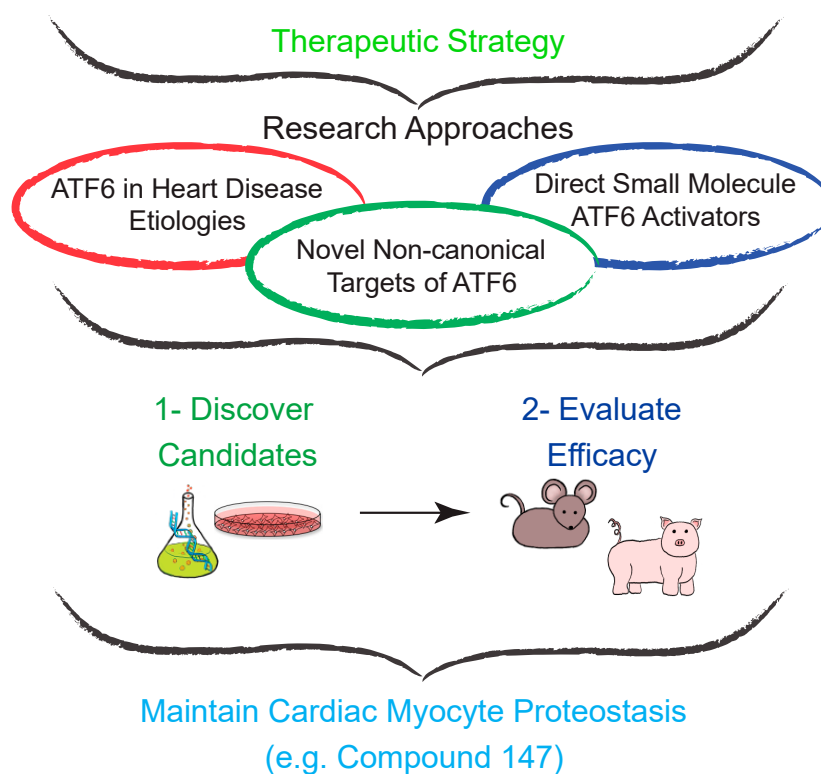 Therapeutic Strategy
Research Approaches
ATF6 in Heart Disease
Etiologies
Direct Small Molecule
ATF6 Activators
Novel Non-canonical
Targets of ATF6
1- Discover
Candidates
2- Evaluate
Efficacy
Maintain Cardiac Myocyte Proteostasis
(e.g. Compound 147)